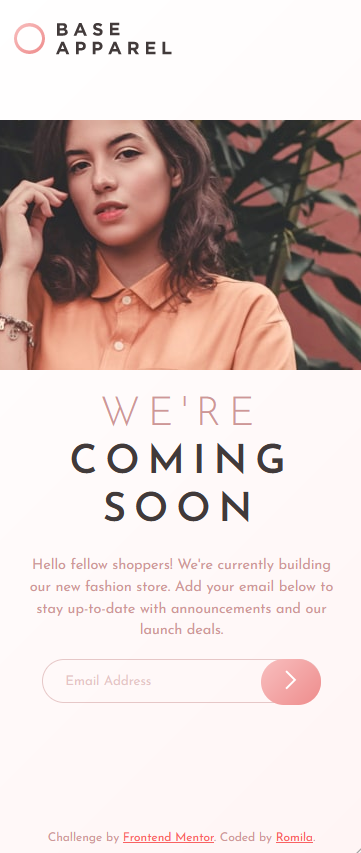 BASE
APPAREL
WE'RE
COMING
SOON
Hello fellow shoppers! We're currently building
our new fashion store. Add your email below to
stay up-to-date with announcements and our
launch deals.
Email Address
Challenge by Frontend Mentor. Coded by Romila.